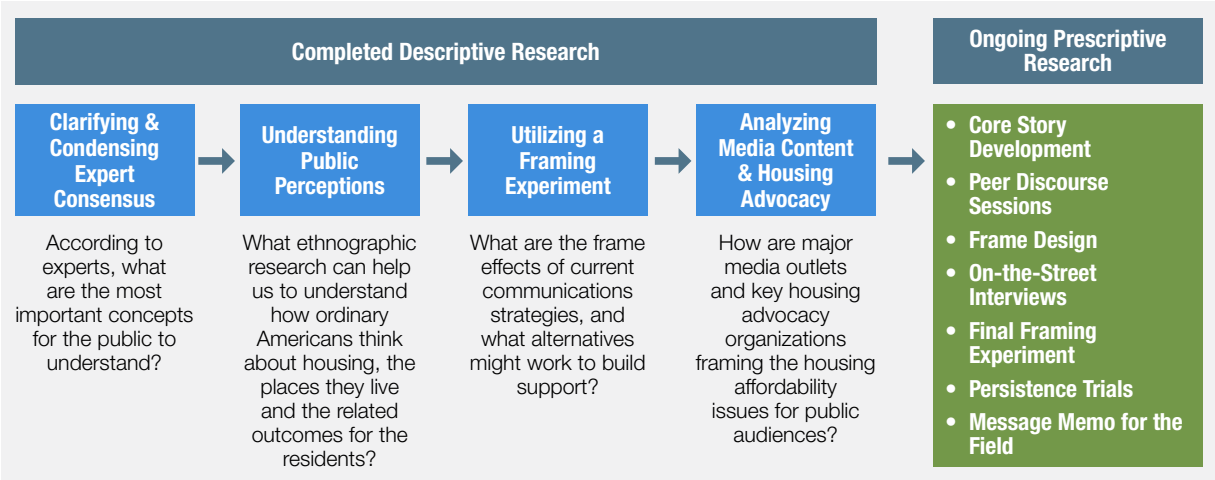 Completed Descriptive Research
Ongoing Prescriptive
Research
Clarifying &
Condensing
Expert
Consensus
According to
experts, what
are the most
important concepts
for the public to
understand?
Understanding
Public
Perceptions
What ethnographic
research can help
us to understand
how ordinary
Americans think
about housing, the
places they live
and the related
outcomes for the
residents?
Utilizing a
Framing
Experiment
What are the frame
effects of current
communications
strategies, and
what alternatives
might work to build
support?
Analyzing
Media Content
& Housing
Advocacy
How are major
media outlets
and key housing
advocacy
organizations
framing the housing
affordability
issues for public
audiences?
• Core Story
Development
• Peer Discourse
Sessions
• Frame Design
• On-the-Street
Interviews
• Final Framing
Experiment
• Persistence Trials
• Message Memo for the
Field